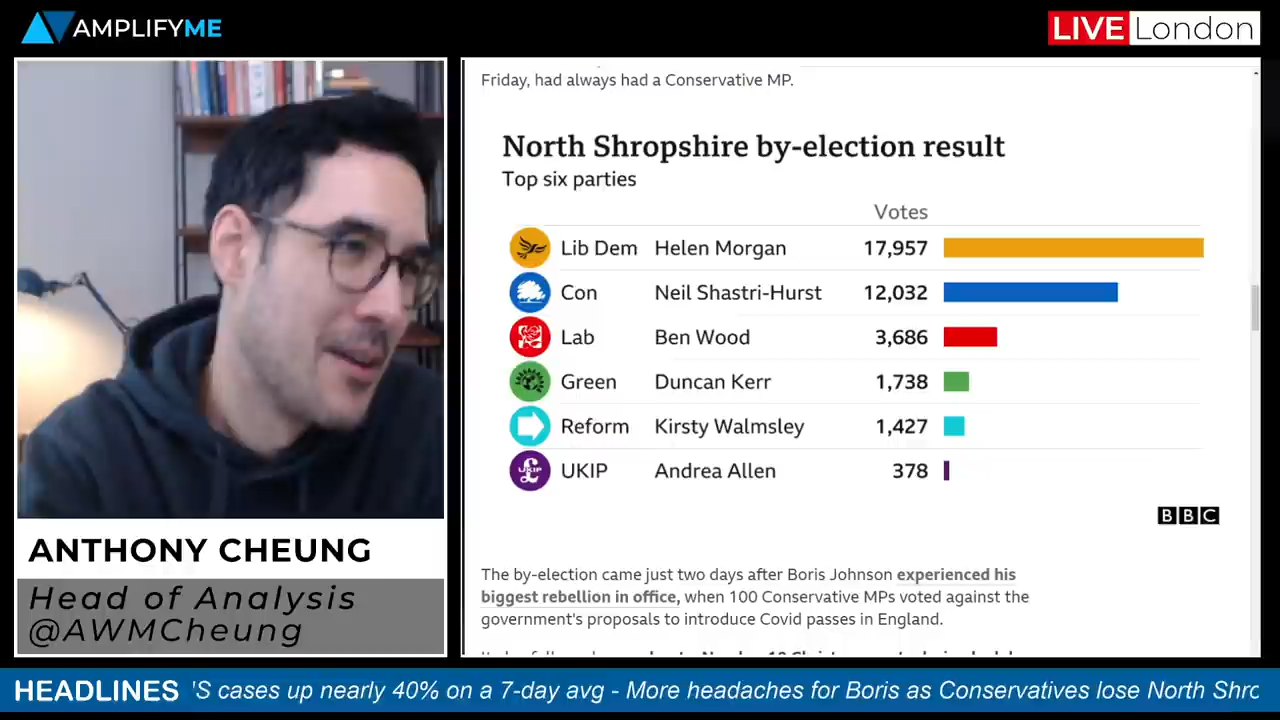 AMPLIFYME
LIVE London
Friday, had always had a Conservative MP.
North Shropshire by-election result
Top six parties
Votes
Lib Dem Helen Morgan 17,957
Con Neil Shastri-Hurst 12,032
Lab Ben Wood 3,686
Green Duncan Kerr 1,738
Reform Kirsty Walmsley 1,427
UKIP UKIP Andrea Allen 378
BBC
The by-election came just two days after Boris Johnson experienced his
biggest rebellion in office, when 100 Conservative MPs voted against the
government's proposals to introduce Covid passes in England.
ANTHONY CHEUNG
Head of Analysis
@AWMCheung
HEADLINES 'S cases up nearly 40% on a 7-day avg - More headaches for Boris as Conservatives lose North Shro